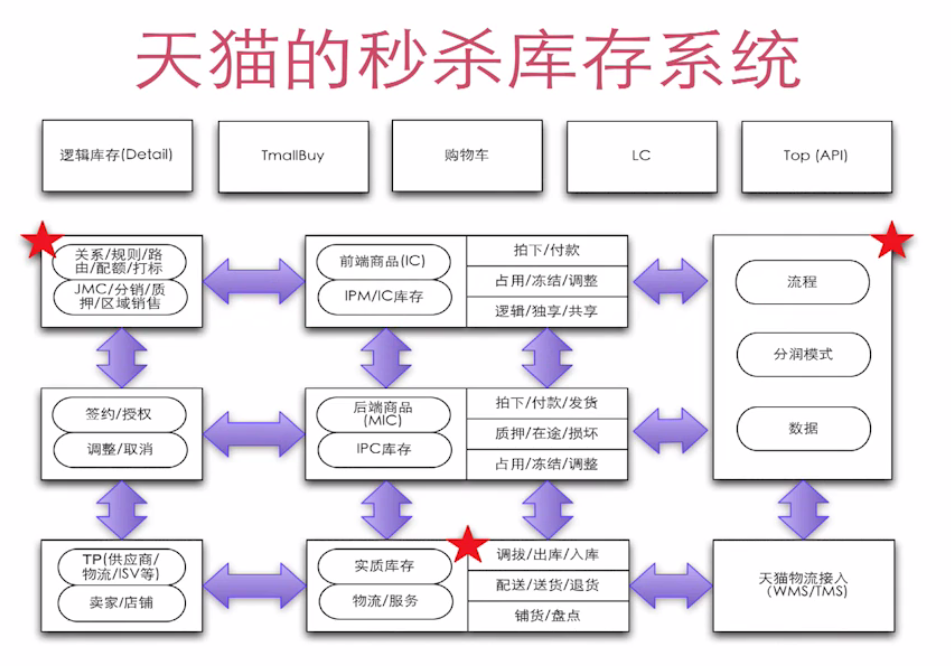 天猫的秒杀库存系统
逻辑库存(Detail)
TmallBuy
购物车
LC
Top (API)
关系/规则/路
由/配额/打标
JMC/分销/质
押/区域销售
前端商品(IC)
IPM/IC库存
拍下/付款
占用/冻结/调整
逻辑/独享/共享
流程
分润模式
数据
签约/授权
调整/取消
后端商品
(MIC)
IPC库存
拍下/付款/发货
质押/在途/损坏
占用/冻结/调整
TP(供应商/
物流/ISV等)
卖家/店铺
实质库存
物流/服务
调拔/出库/入库
配送/送货/退货
铺货/盘点
天猫物流接入
(WMS/TMS)